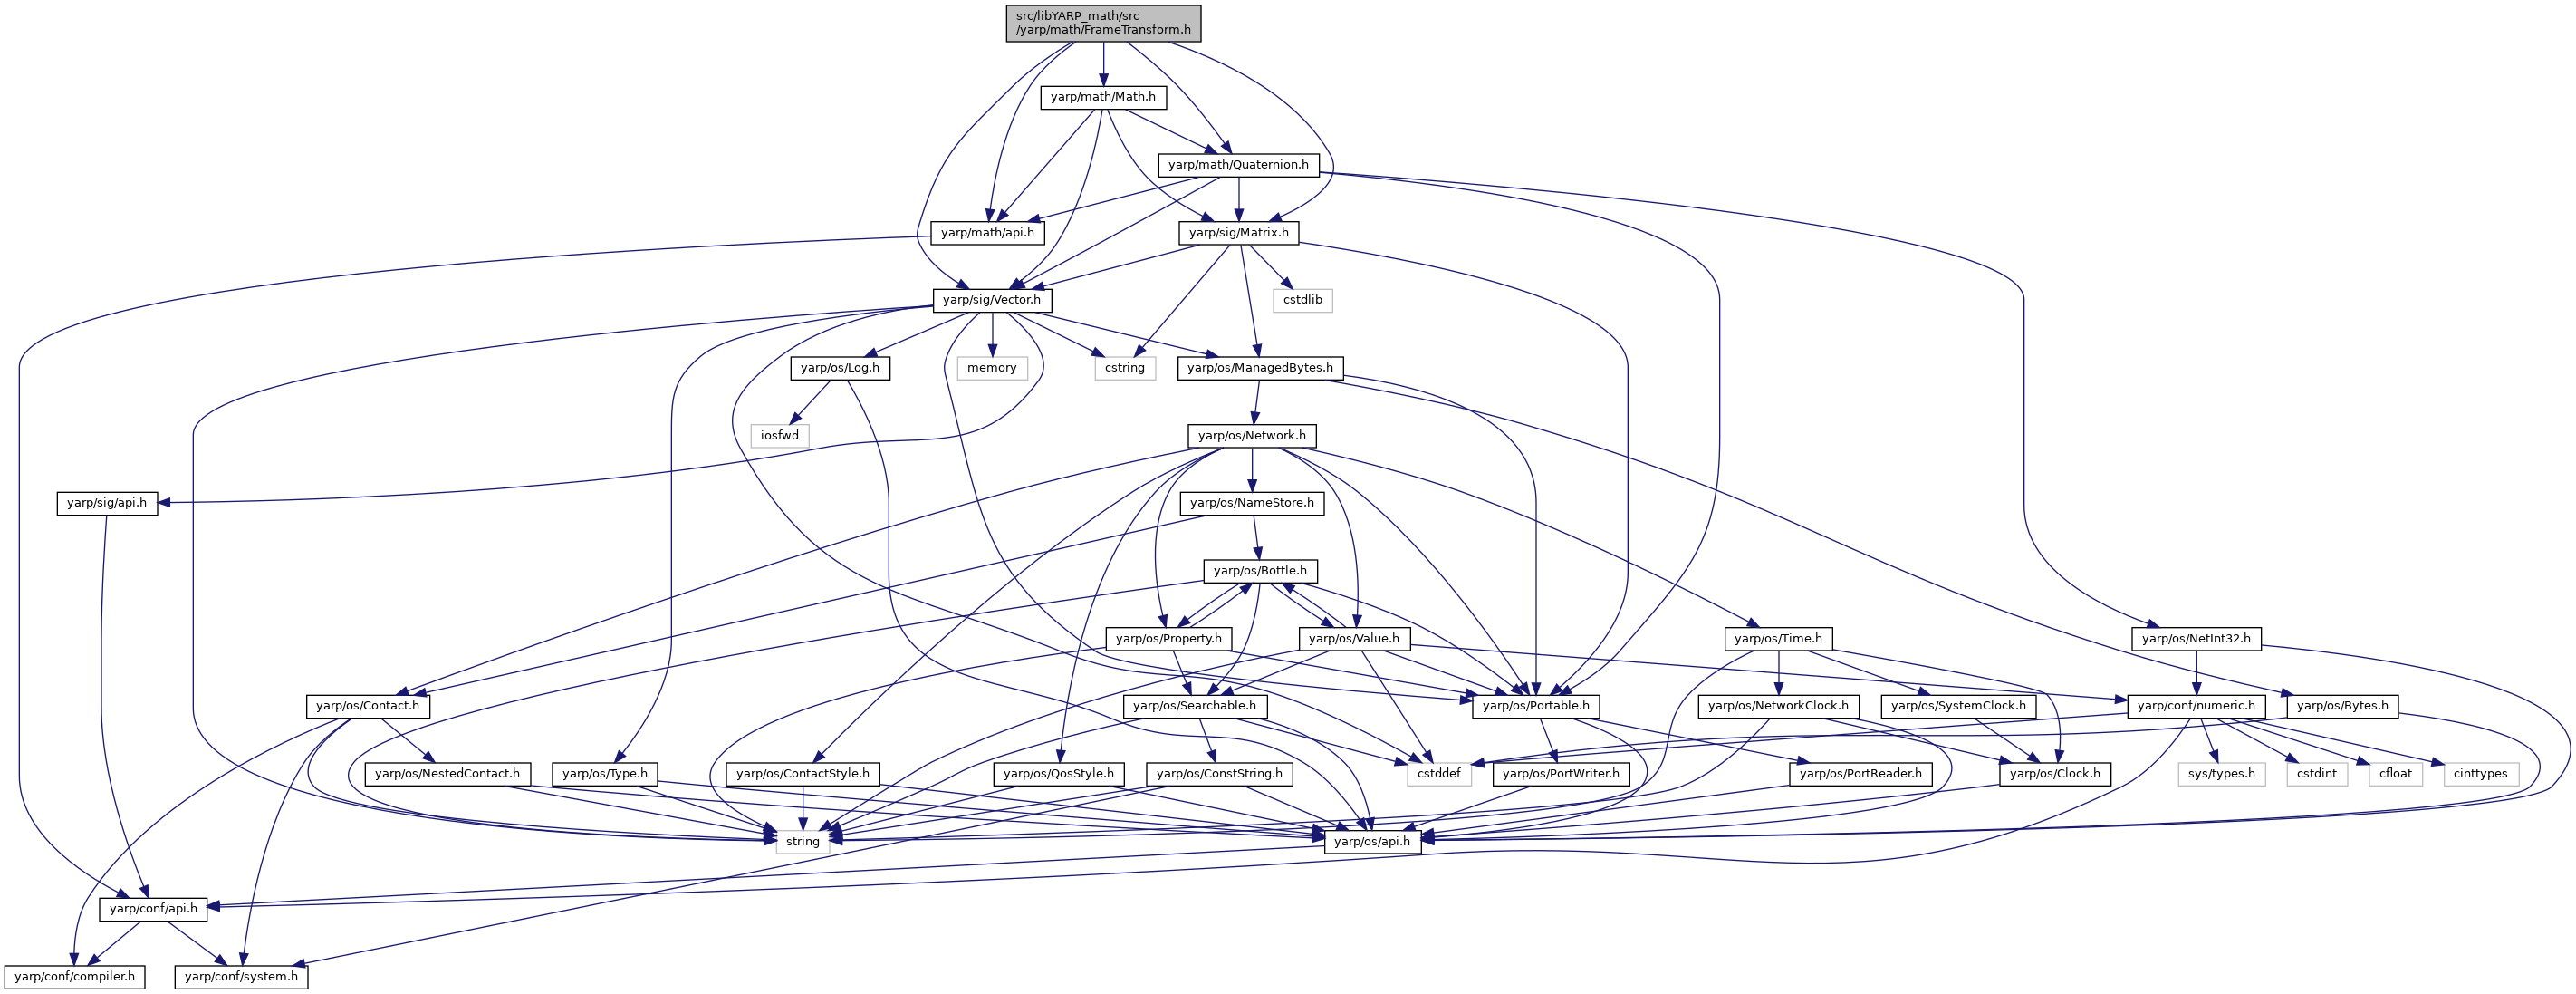 src/libYARP_math/src
/yarp/math/FrameTransform.h
yarp/math/Math.h
yarp/math/Quaternion.h
yarp/math/api.h
yarp/sig/Matrix.h
yarp/sig/Vector.h
cstdlib
yarp/os/Log.h
memory
cstring
yarp/os/ManagedBytes.h
iosfwd
yarp/os/Network.h
yarp/sig/api.h
yarp/os/NameStore.h
yarp/os/Bottle.h
yarp/os/Property.h
yarp/os/Value.h
yarp/os/Time.h
yarp/os/NetInt32.h
yarp/os/Contact.h
yarp/os/Searchable.h
yarp/os/Portable.h
yarp/os/NetworkClock.h
yarp/os/SystemClock.h
yarp/conf/numeric.h
yarp/os/Bytes.h
yarp/os/NestedContact.h
yarp/os/Type.h
yarp/os/ContactStyle.h
yarp/os/QosStyle.h
yarp/os/ConstString.h
cstddef
yarp/os/PortWriter.h
yarp/os/PortReader.h
yarp/os/Clock.h
sys/types.h
cstdint
cfloat
cinttypes
string
yarp/os/api.h
yarp/conf/api.h
yarp/conf/compiler.h
yarp/conf/system.h